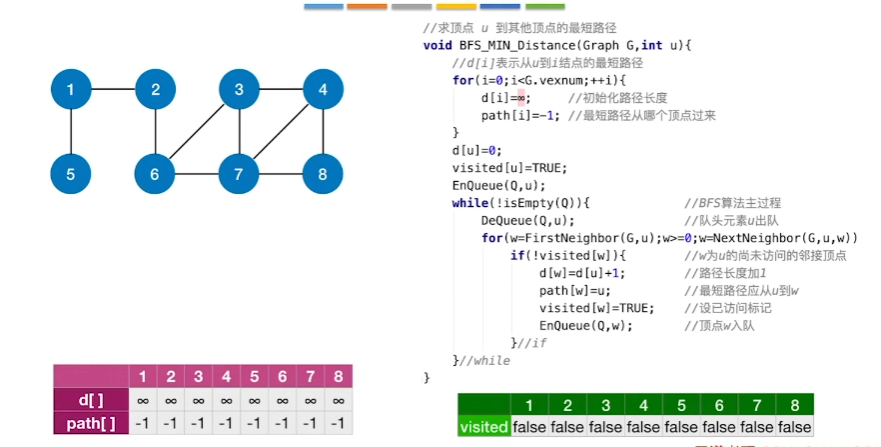 //求顶点 u 到其他顶点的最短路径
void BFS_MIN_Distance(Graph G,int u){
//d[i]表示从u到i结点的最短路径
for(i=0;i<G.vexnum;++i){
d[i]=∞; //初始化路径长度
path[i]=-1; //最短路径从哪个顶点过来
}
d[u]=0;
visited[u]=TRUE;
EnQueue(Q,u);
while(!isEmpty(Q)){ //BFS算法主过程
DeQueue(Q,u); //队头元素u出队
for(w=FirstNeighbor(G,u);w>=0;w=NextNeighbor(G,u,w))
if(!visited[w]){ //w为u的尚未访问的邻接顶点
d[w]=d[u]+1; //路径长度加1
path[w]=u; //最短路径应从u到w
visited[w]=TRUE; //设已访问标记
EnQueue(Q,w); //顶点w入队
}//if
}//while
}
1 2 3 4
5 6 7 8
1 2 3 4 5 6 7 8
d[ ] ∞ ∞ ∞ ∞ ∞ ∞ ∞ ∞
path[ ] -1 -1 -1 -1 -1 -1 -1 -1
1 2 3 4 5 6 7 8
visited false false false false false false false false